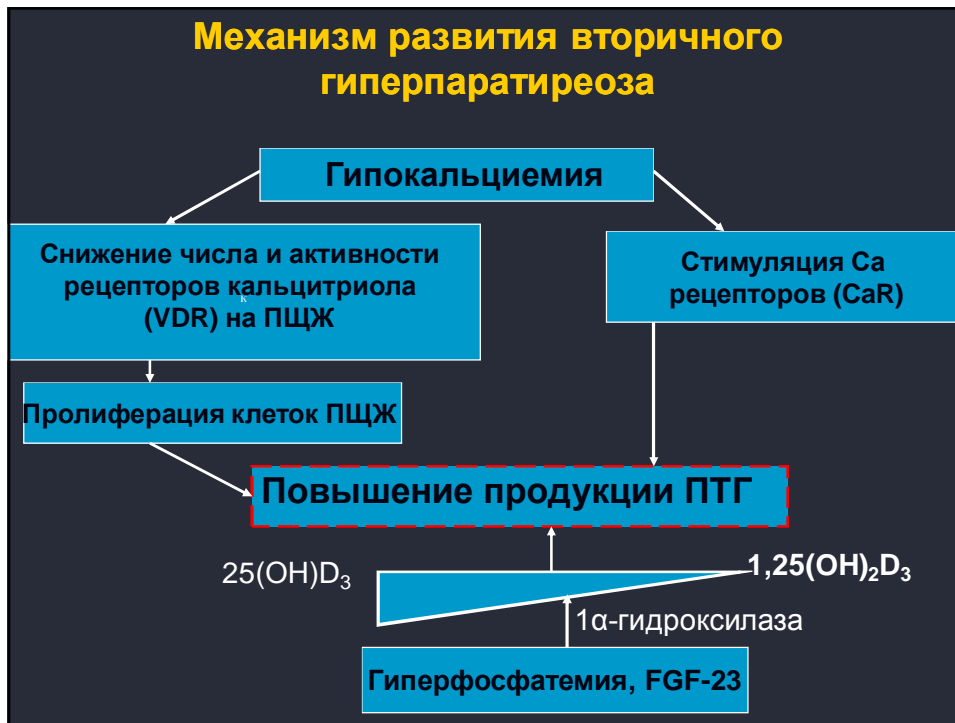 Механизм развития вторичного
гиперпаратиреоза
Гипокальциемия
Снижение числа и активности
рецепторов кальцитриола
(VDR) на ПЩЖ
к
Стимуляция Са
рецепторов (CaR)
Пролиферация клеток ПЩЖ
Повышение продукции ПТГ
25(OH)D₃
1,25(OH)₂D₃
1α-гидроксилаза
Гиперфосфатемия, FGF-23